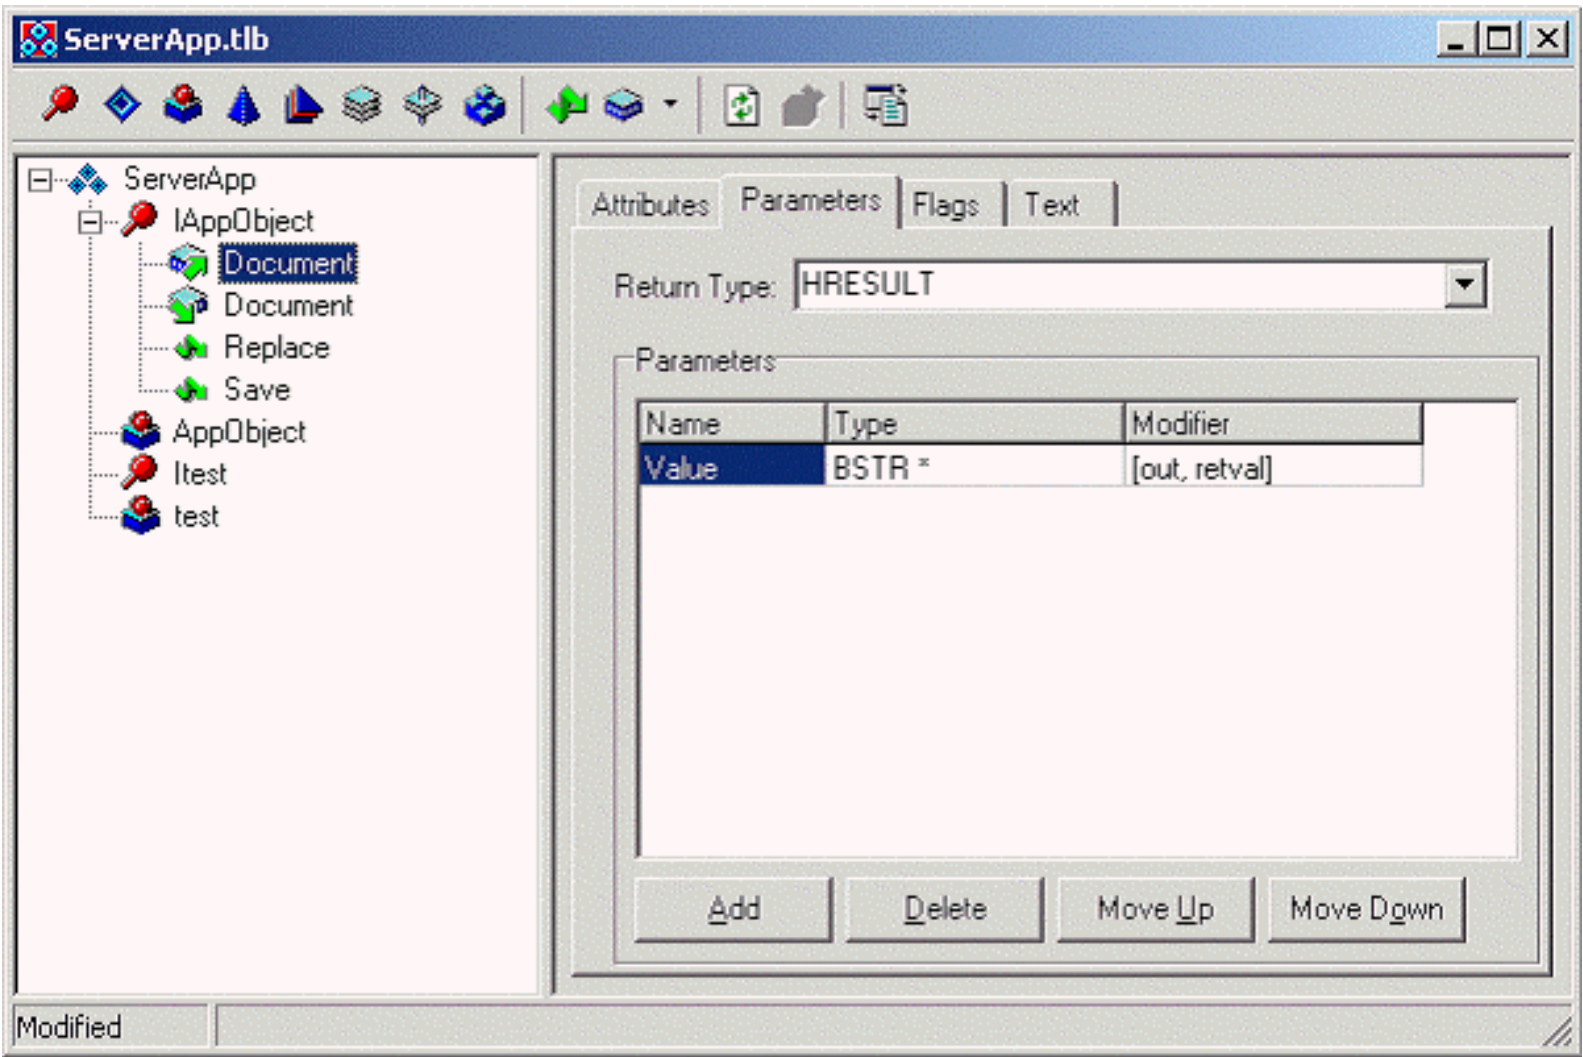 ServerApp.tlb
ServerApp
IAppObject
Document
Document
Replace
Save
AppObject
Itest
test
Attributes Parameters Flags Text
Return Type: HRESULT
Parameters
Name Type Modifier
Value BSTR * [out, retval]
Add Delete Move Up Move Down
Modified